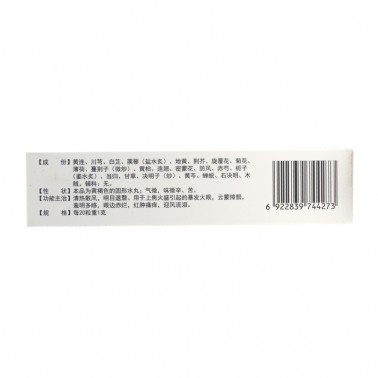 【成    份】黄连、川芎、白芷、蒺藜（盐水炙）、地黄、荆芥、旋覆花、菊花、
薄荷、蔓荆子（微炒）、黄柏、连翘、密蒙花、防风、赤芍、栀子
（姜水炙）、当归、甘草、决明子（炒）、黄芩、蝉蜕、石决明、木
贼。辅料：无。
【性    状】本品为黄褐色的圆形水丸；气微，味微辛、苦。
【功能主治】清热散风，明目退翳。用于上焦火盛引起的暴发火眼，云蒙障翳，
偏明多眵，眼边赤烂，红肿痛痒，迎风流泪。
【规    格】每20粒重1克
6 922839 744273